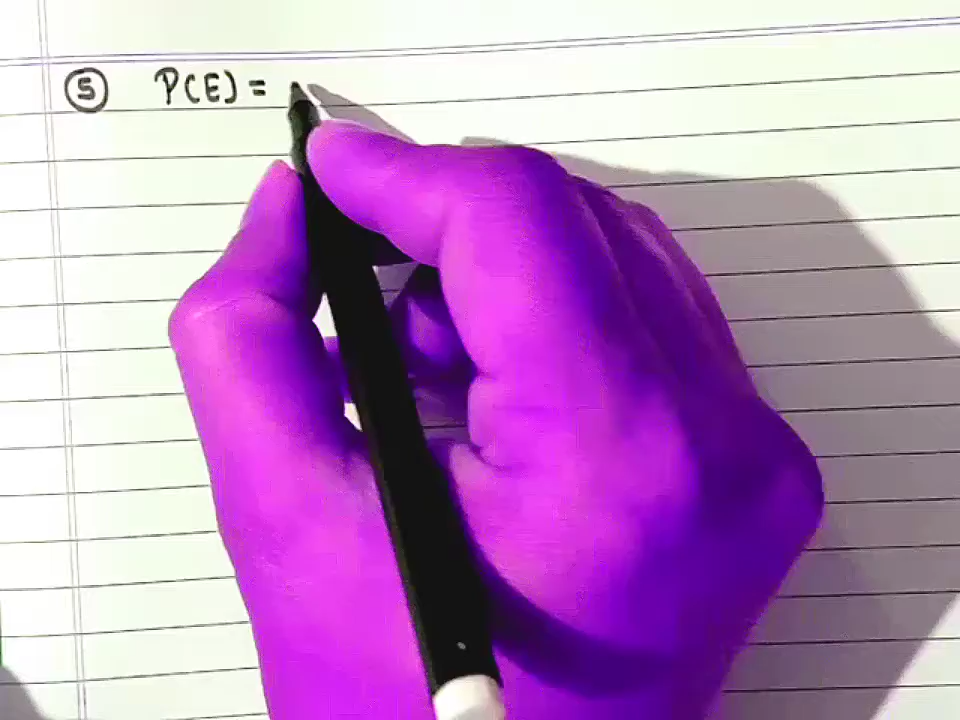 ⑤ P(E) =